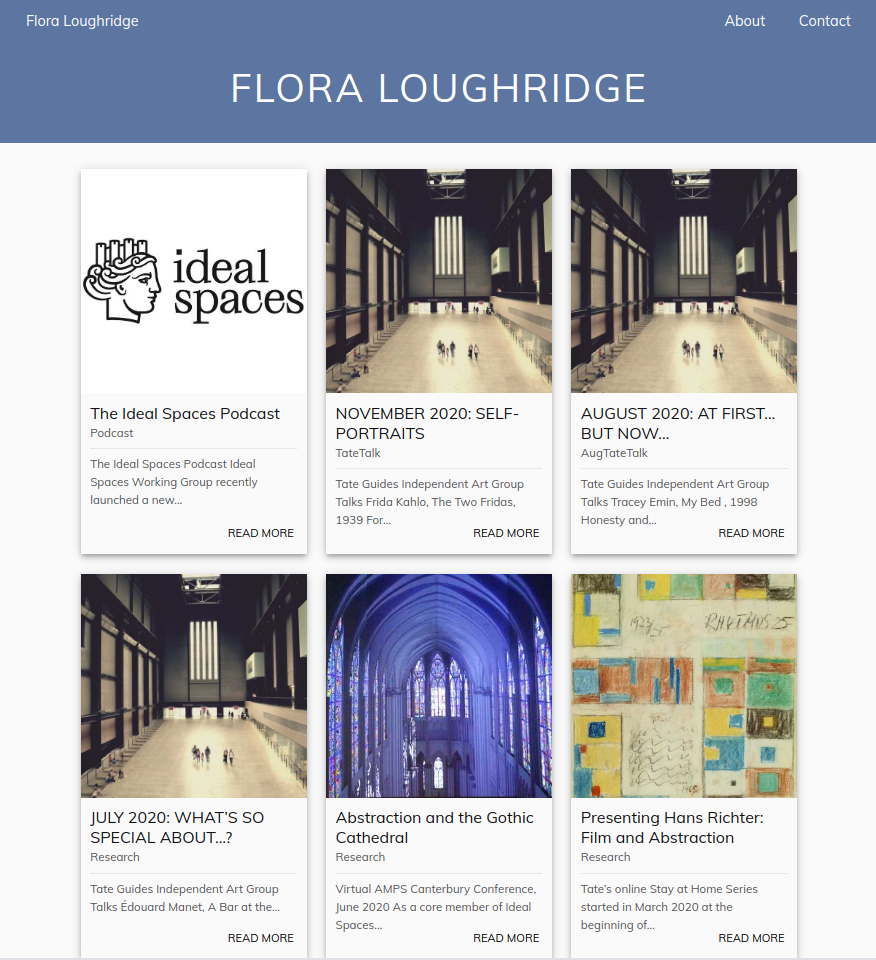 Flora Loughridge
About
Contact
FLORA LOUGHRIDGE
ideal
spaces
The Ideal Spaces Podcast
Podcast
The Ideal Spaces Podcast Ideal
Spaces Working Group recently
launched a new...
READ MORE
NOVEMBER 2020: SELF-
PORTRAITS
TateTalk
Tate Guides Independent Art Group
Talks Frida Kahlo, The Two Fridas,
1939 For...
READ MORE
AUGUST 2020: AT FIRST...
BUT NOW...
AugTateTalk
Tate Guides Independent Art Group
Talks Tracey Emin, My Bed , 1998
Honesty and...
READ MORE
JULY 2020: WHAT’S SO
SPECIAL ABOUT...?
Research
Tate Guides Independent Art Group
Talks Édouard Manet, A Bar at the...
READ MORE
Abstraction and the Gothic
Cathedral
Research
Virtual AMPS Canterbury Conference,
June 2020 As a core member of Ideal
Spaces...
READ MORE
RHYTHMUS 25
Presenting Hans Richter:
Film and Abstraction
Research
Tate’s online Stay at Home Series
started in March 2020 at the
beginning of...
READ MORE